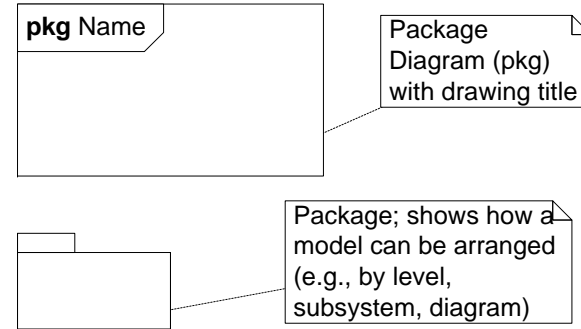 pkg Name
Package
Diagram (pkg)
with drawing title
Package; shows how a
model can be arranged
(e.g., by level,
subsystem, diagram)